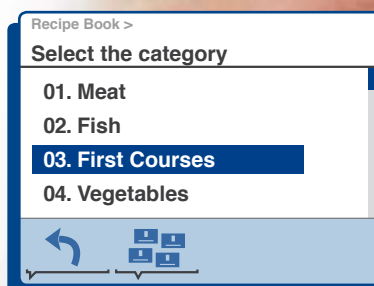 Recipe Book >
Select the category
01. Meat
02. Fish
03. First Courses
04. Vegetables